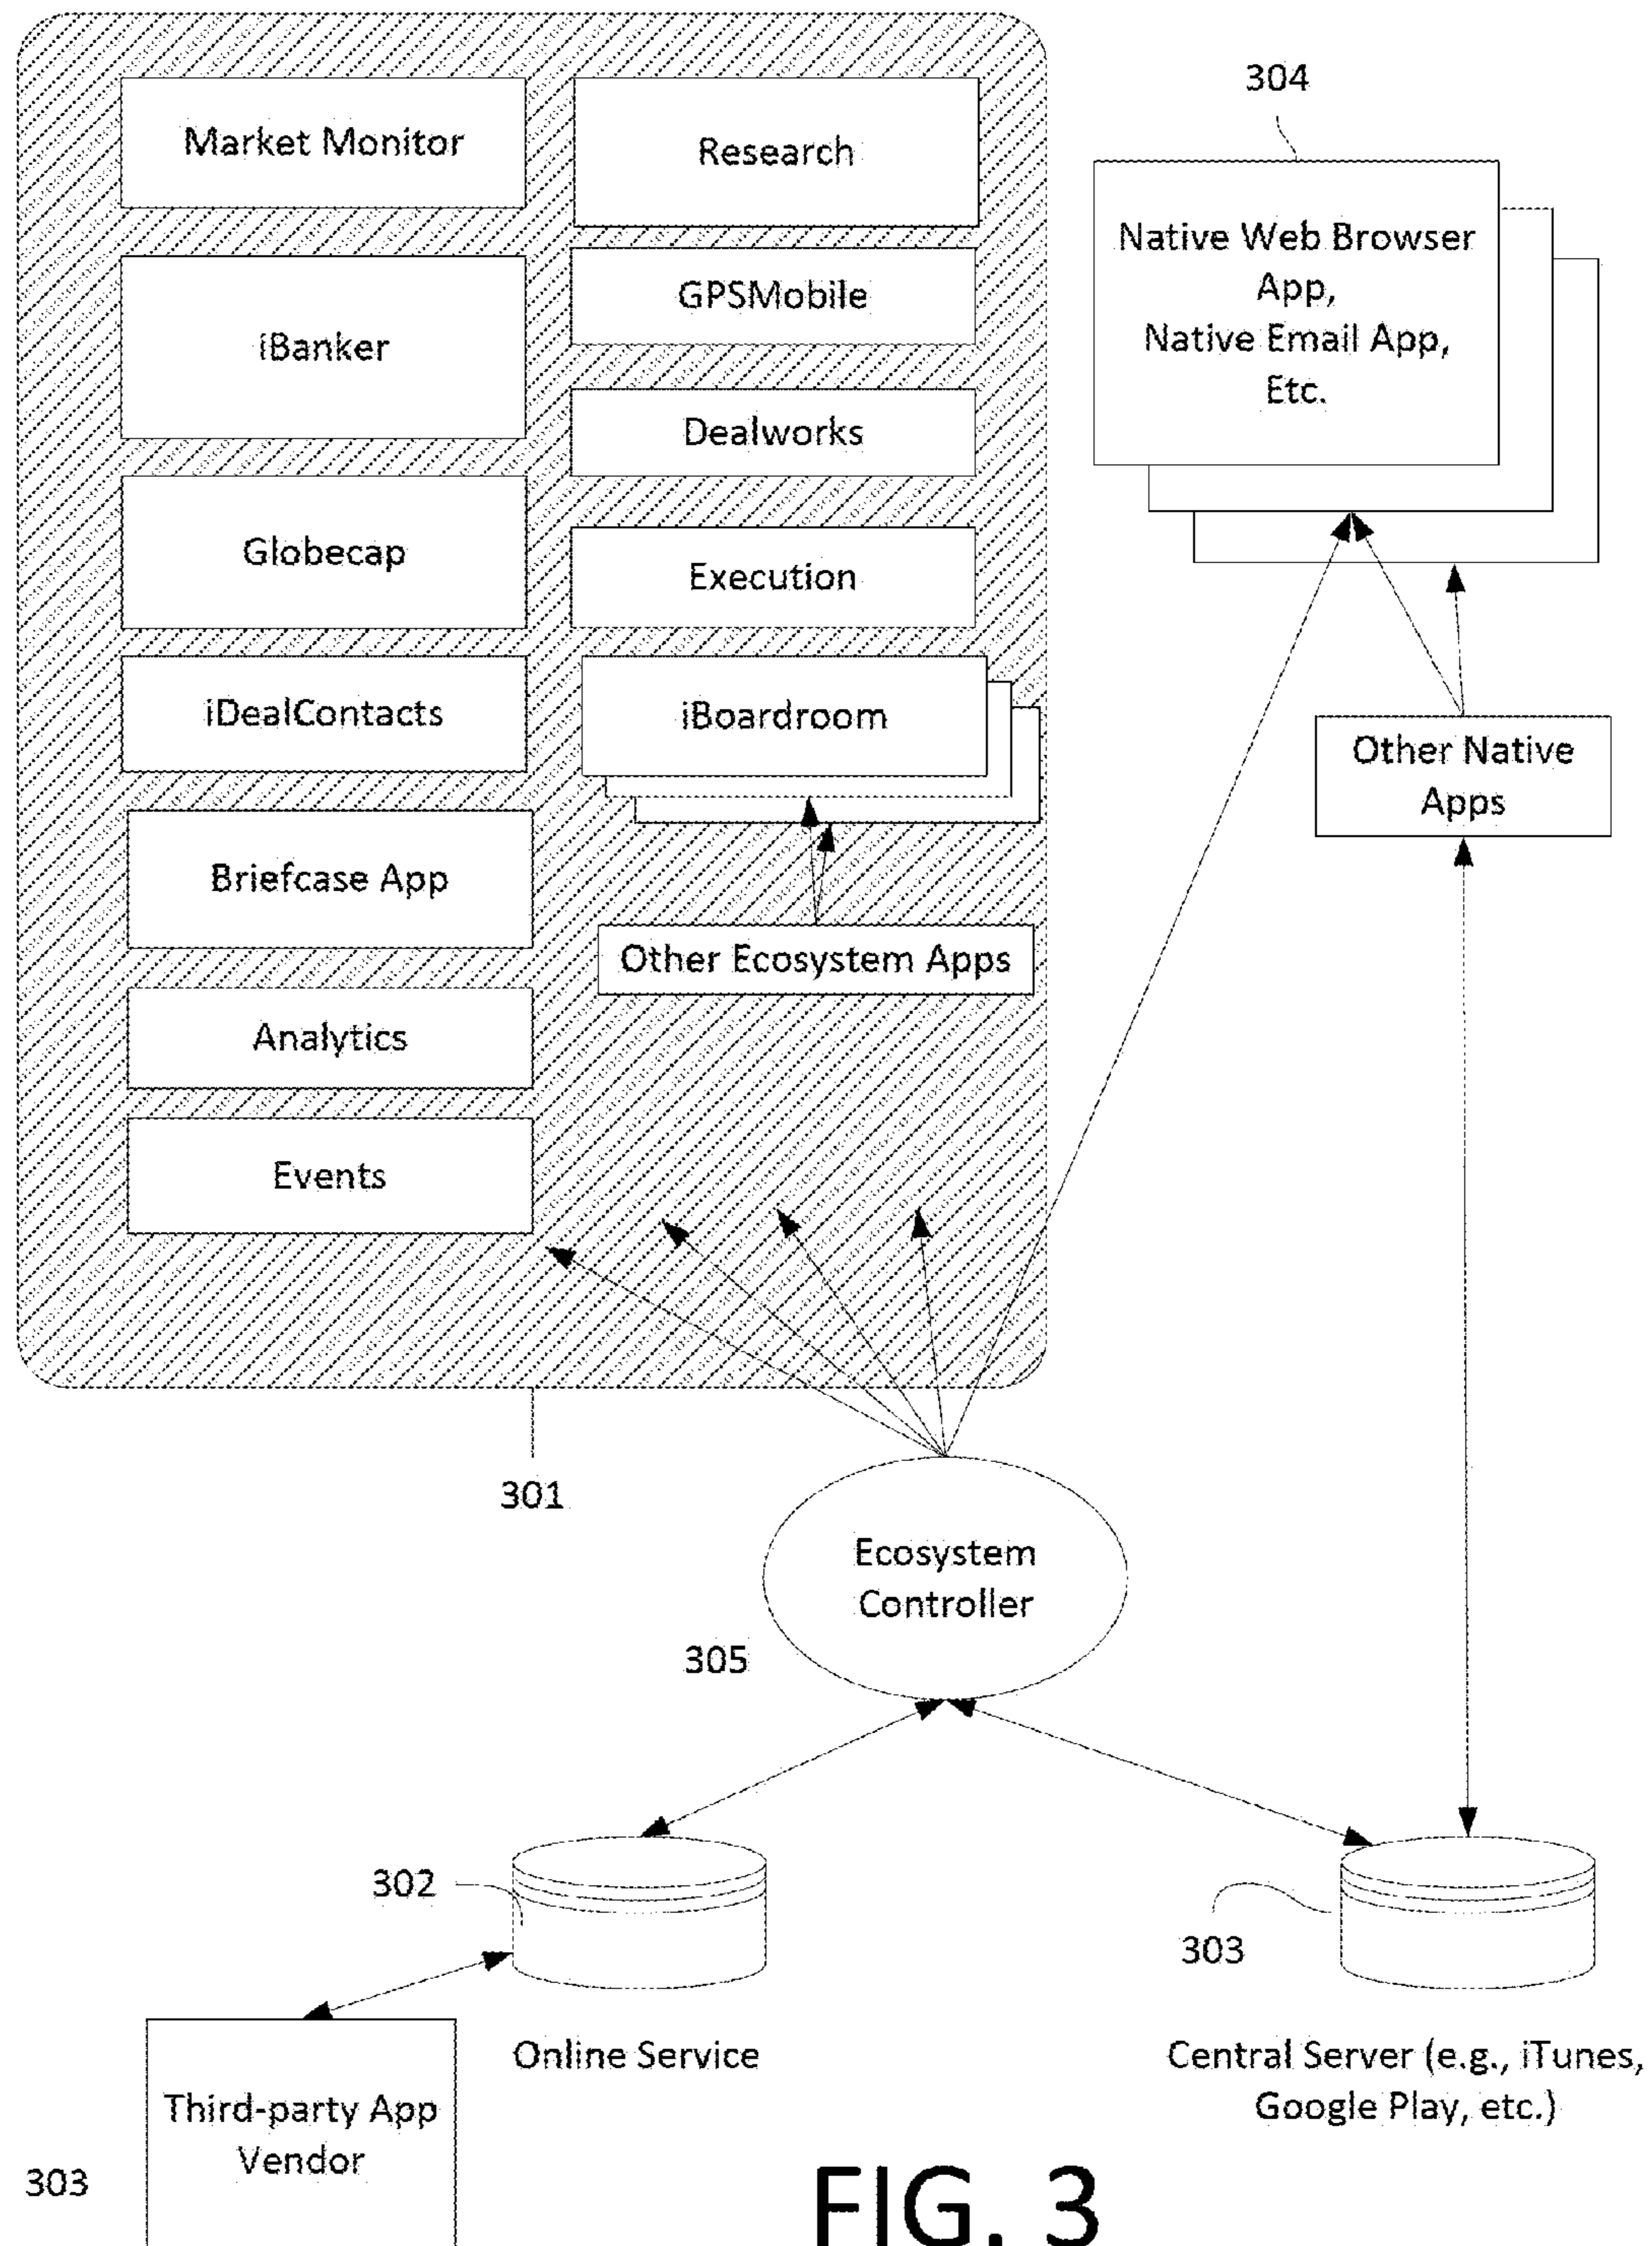 304
Market Monitor
Research
Native Web Browser
App,
Native Email App,
Etc.
iBanker
GPSMobile
Dealworks
Globecap
Execution
iDealContacts
iBoardroom
Other Native
Apps
Briefcase App
Other Ecosystem Apps
Analytics
Events
301
Ecosystem
Controller
305
302
303
Online Service
Central Server (e.g., iTunes,
Google Play, etc.)
Third-party App
Vendor
303
FIG. 3